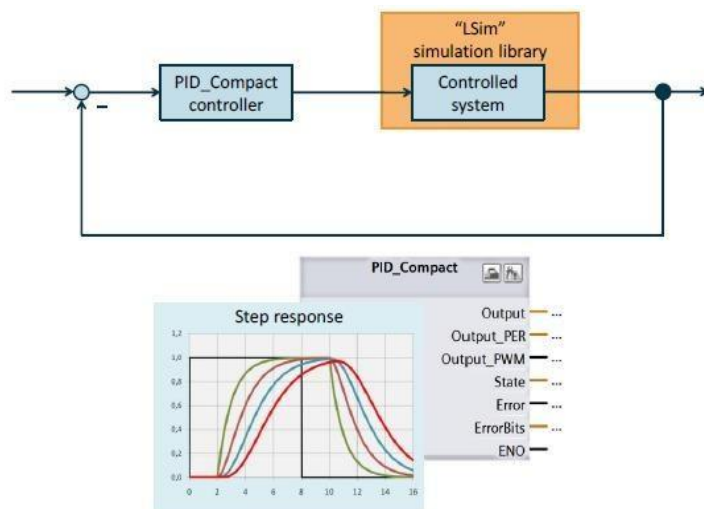 “LSim”
simulation library
PID_Compact
controller
Controlled
system
–
PID_Compact
Output ...
Output_PER ...
Output_PWM ...
State ...
Error ...
ErrorBits ...
ENO
Step response
1,2
1,0
0,8
0,6
0,4
0,2
0,0
0 2 4 6 8 10 12 14 16